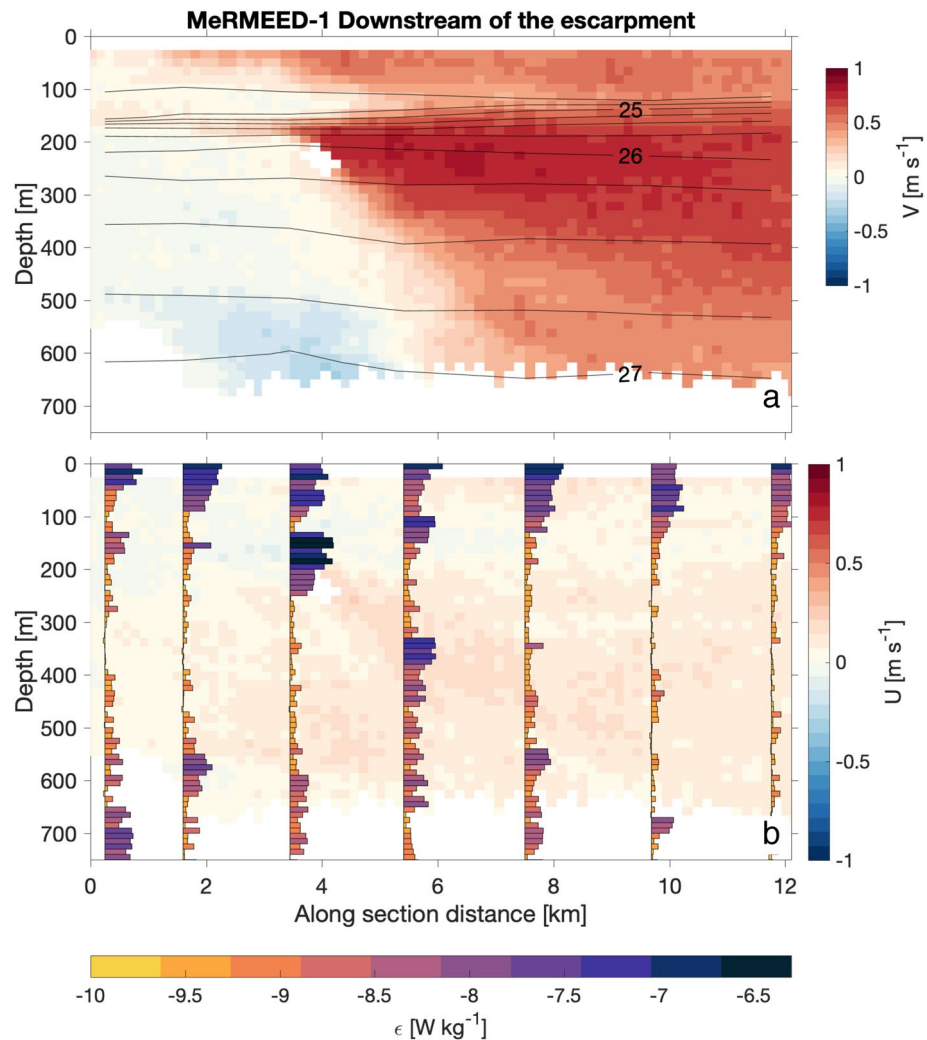 MeRMEED-1 Downstream of the escarpment
0
100
200
300
400
500
600
700
Depth [m]
25
26
27
a
1
0.5
0
-0.5
-1
V [m s⁻¹]
0
100
200
300
400
500
600
700
Depth [m]
b
1
0.5
0
-0.5
-1
U [m s⁻¹]
0 2 4 6 8 10 12
Along section distance [km]
-10 -9.5 -9 -8.5 -8 -7.5 -7 -6.5
ϵ [W kg⁻¹]